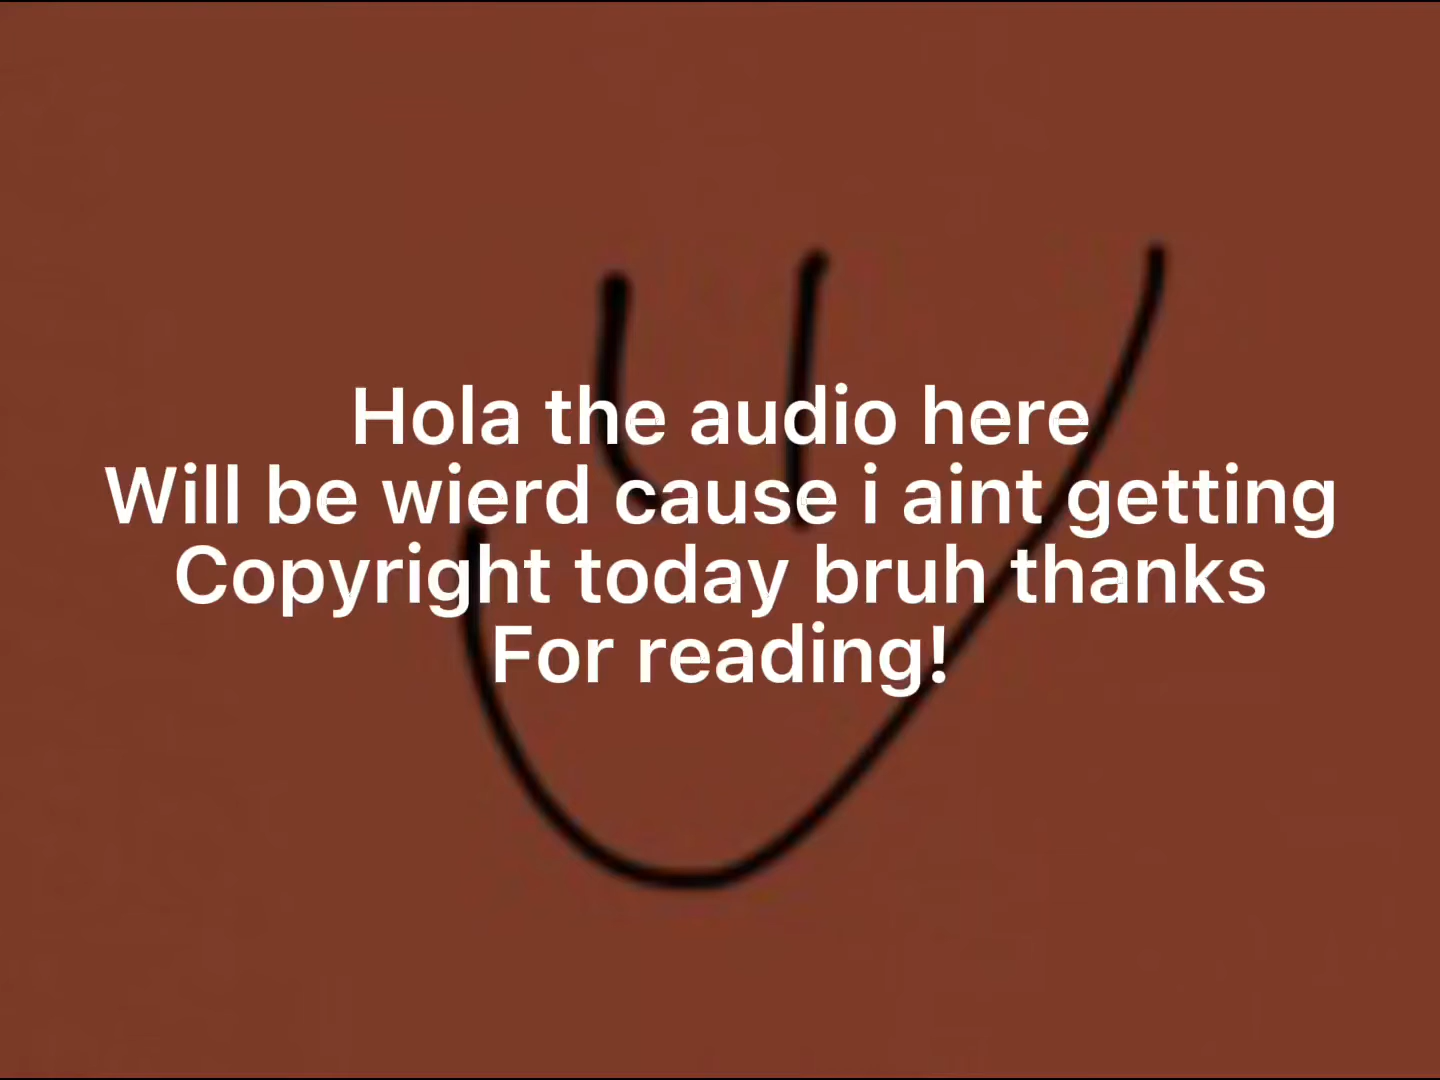 Hola the audio here
Will be wierd cause i aint getting
Copyright today bruh thanks
For reading!